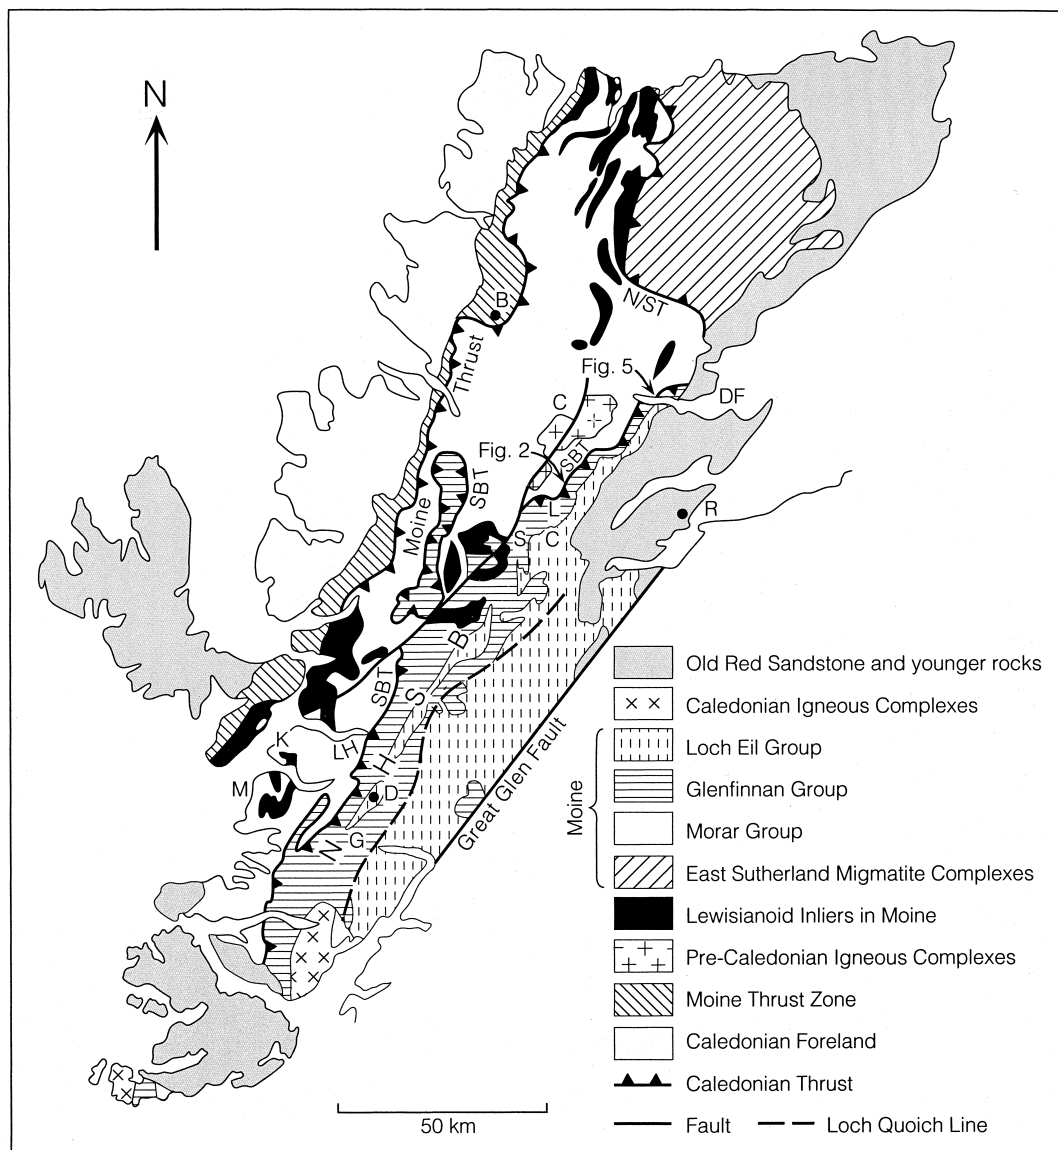 N
B
N/ST
Thrust
Fig. 5
DF
C
Fig. 2
SBT
SBT
Moine
L
R
S C
B
SBT
S
K
LH
H
M
D
N
G
Great Glen Fault
Moine
Old Red Sandstone and younger rocks
Caledonian Igneous Complexes
Loch Eil Group
Glenfinnan Group
Morar Group
East Sutherland Migmatite Complexes
Lewisianoid Inliers in Moine
Pre-Caledonian Igneous Complexes
Moine Thrust Zone
Caledonian Foreland
Caledonian Thrust
Fault
Loch Quoich Line
50 km